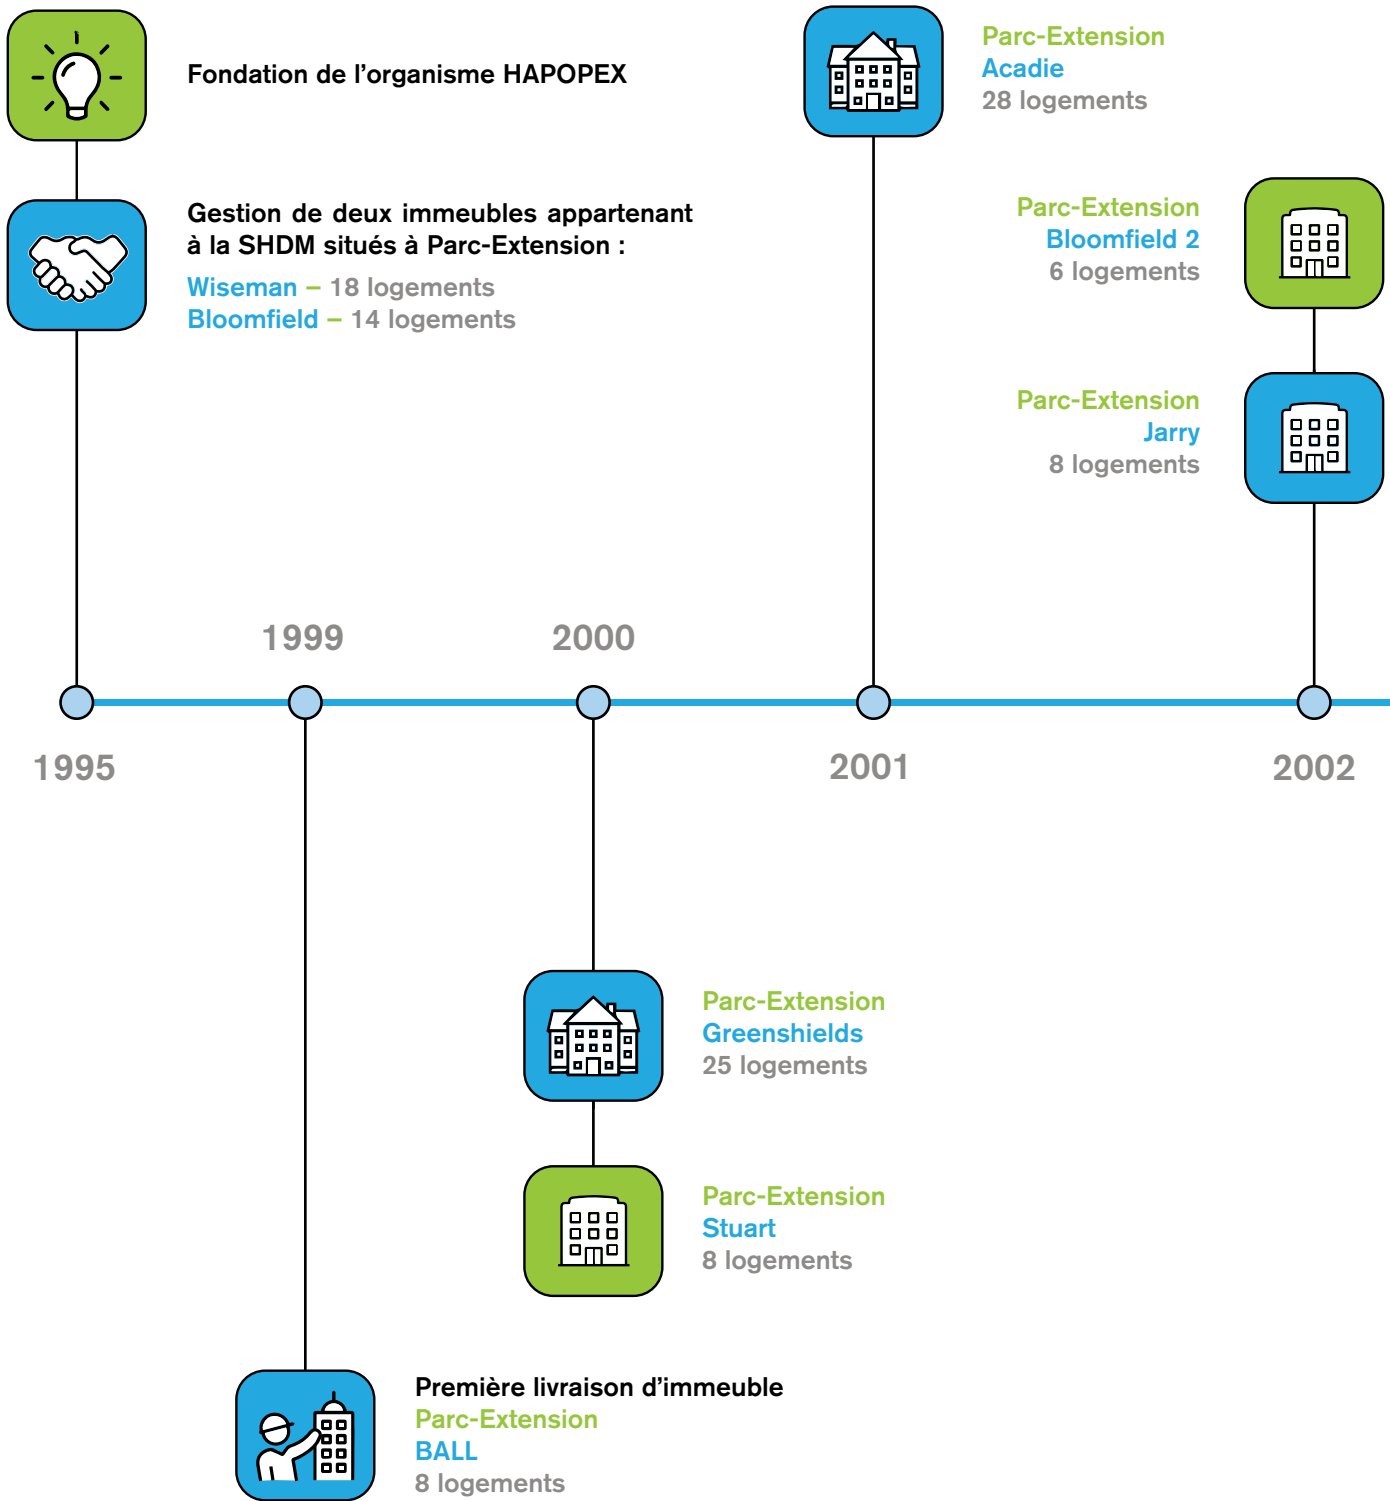 Fondation de l’organisme HAPOPEX
Gestion de deux immeubles appartenant
à la SHDM situés à Parc-Extension :
Wiseman – 18 logements
Bloomfield – 14 logements
Parc-Extension
Acadie
28 logements
Parc-Extension
Bloomfield 2
6 logements
Parc-Extension
Jarry
8 logements
1999
2000
1995
2001
2002
Parc-Extension
Greenshields
25 logements
Parc-Extension
Stuart
8 logements
Première livraison d’immeuble
Parc-Extension
BALL
8 logements